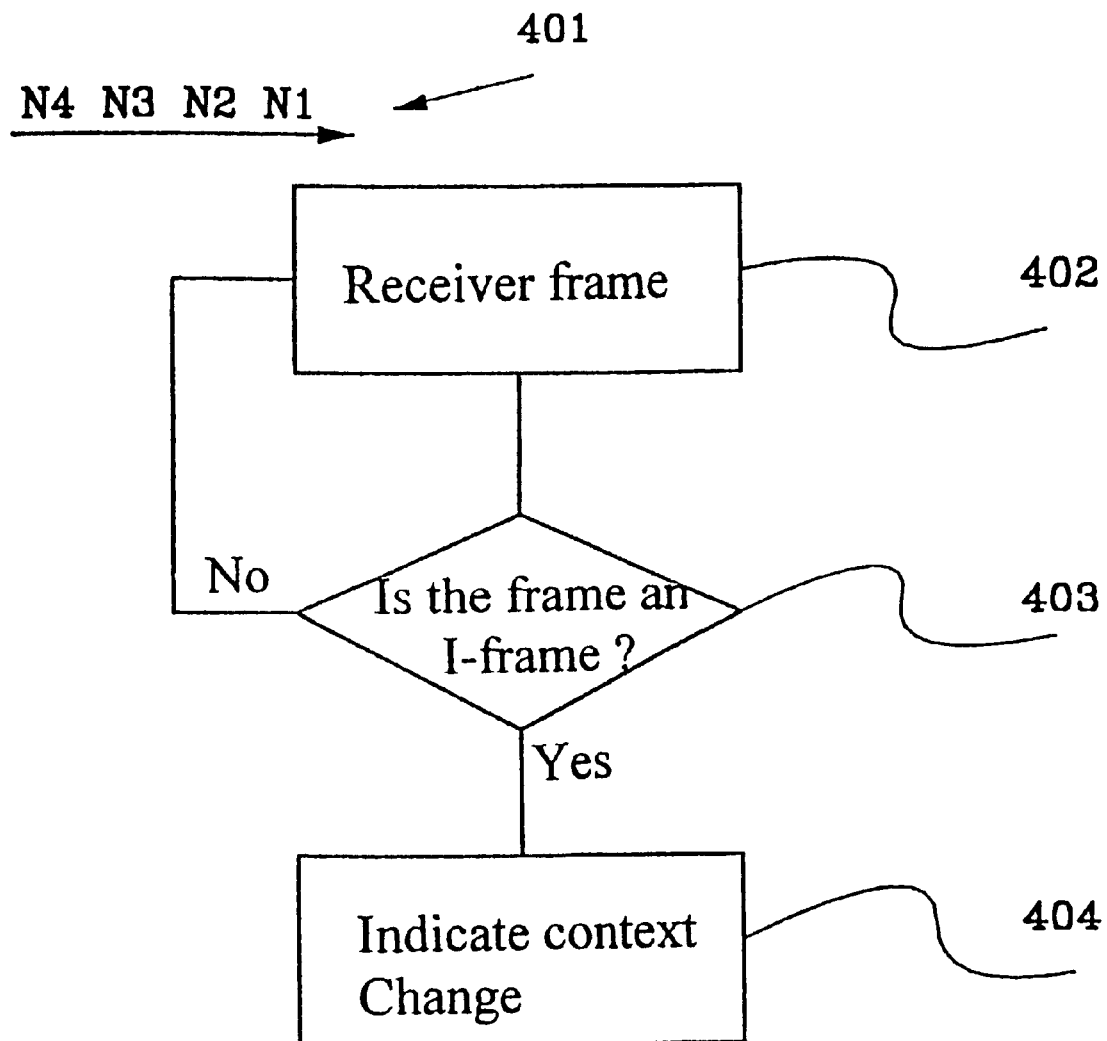 401
N4 N3 N2 N1
Receiver frame
402
No
Is the frame an
I-frame ?
403
Yes
Indicate context
Change
404